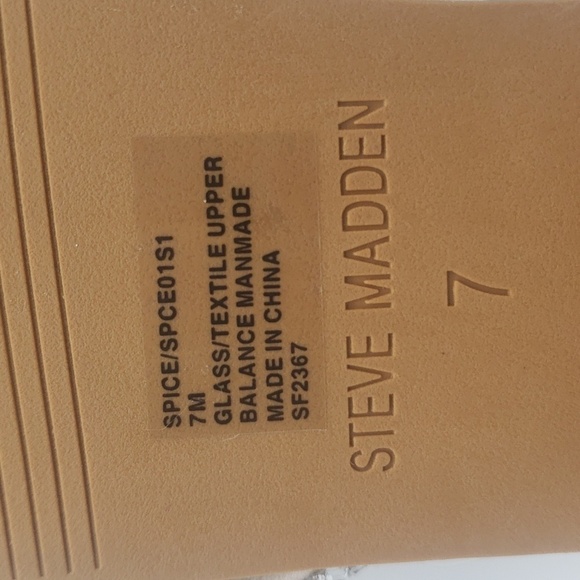 SPICE/SPCE01S1
7M
GLASS/TEXTILE UPPER
BALANCE MANMADE
MADE IN CHINA
SF2367
STEVE MADDEN
7